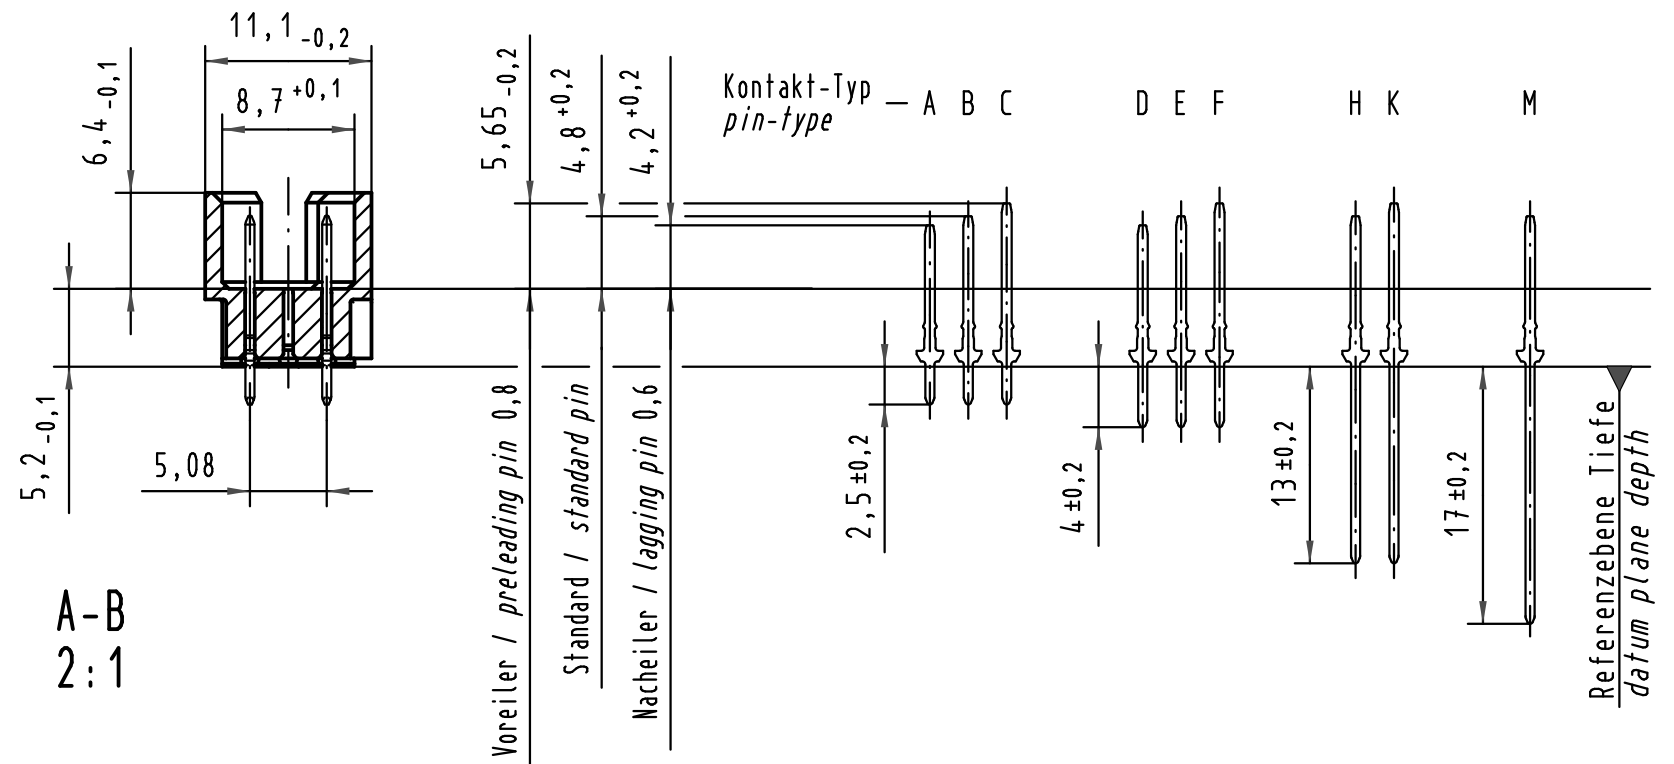 11,1 -0,2
8,7 +0,1
6,4 -0,1
5,2 -0,1
5,08
A-B
2:1
5,65 -0,2
4,8 +0,2
4,2 +0,2
Voreiler / preleading pin 0,8
Standard / standard pin
Nacheiler / lagging pin 0,6
Kontakt-Typ
pin-type
— A B C D E F H K M
2,5 ±0,2
4 ±0,2
13 ±0,2
17 ±0,2
Referenzebene Tiefe
datum plane depth